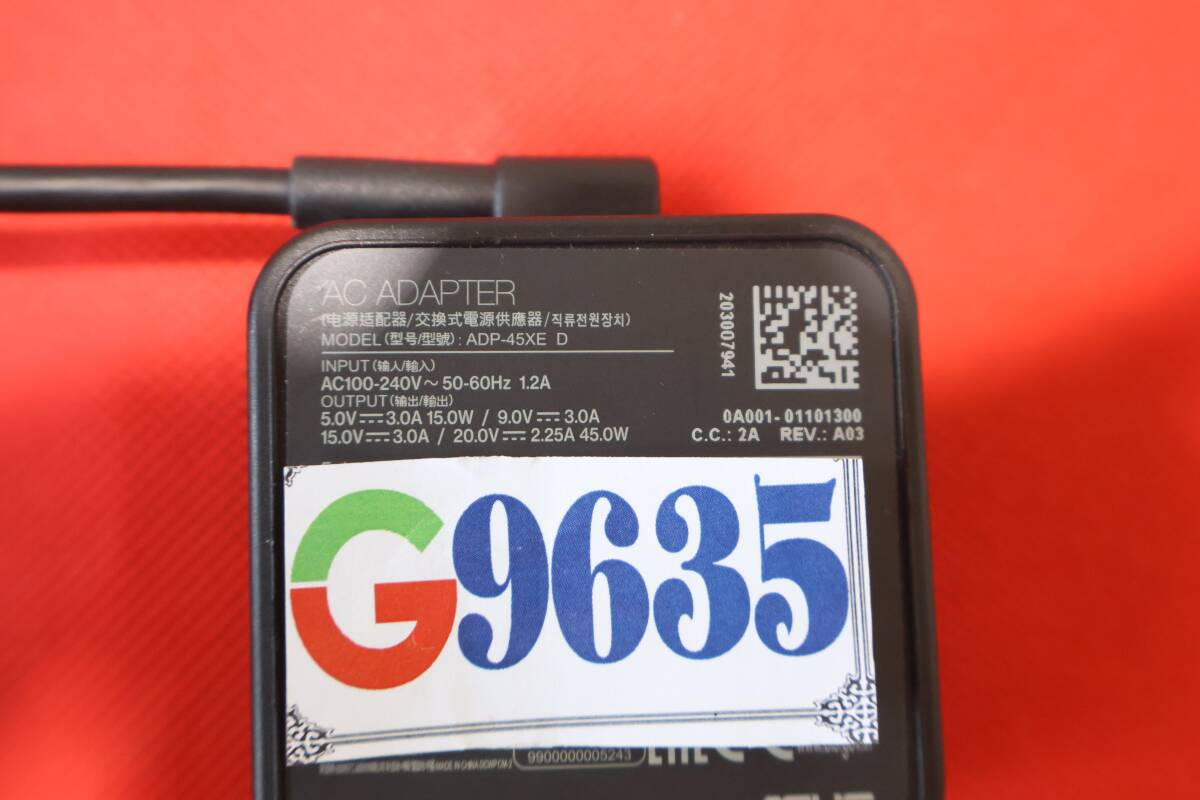 AC ADAPTER
(电源适配器/交換式電源供應器/직류전원장치)
MODEL (型号/型號) : ADP-45XE D
INPUT (输入/輸入)
AC100-240V ~ 50-60Hz 1.2A
OUTPUT (输出/輸出)
5.0V⎓3.0A 15.0W / 9.0V⎓3.0A
15.0V⎓3.0A / 20.0V⎓2.25A 45.0W
203007941
0A001-01101300
C.C.: 2A REV.: A03
G9635
9900000005243
MADE IN CHINA